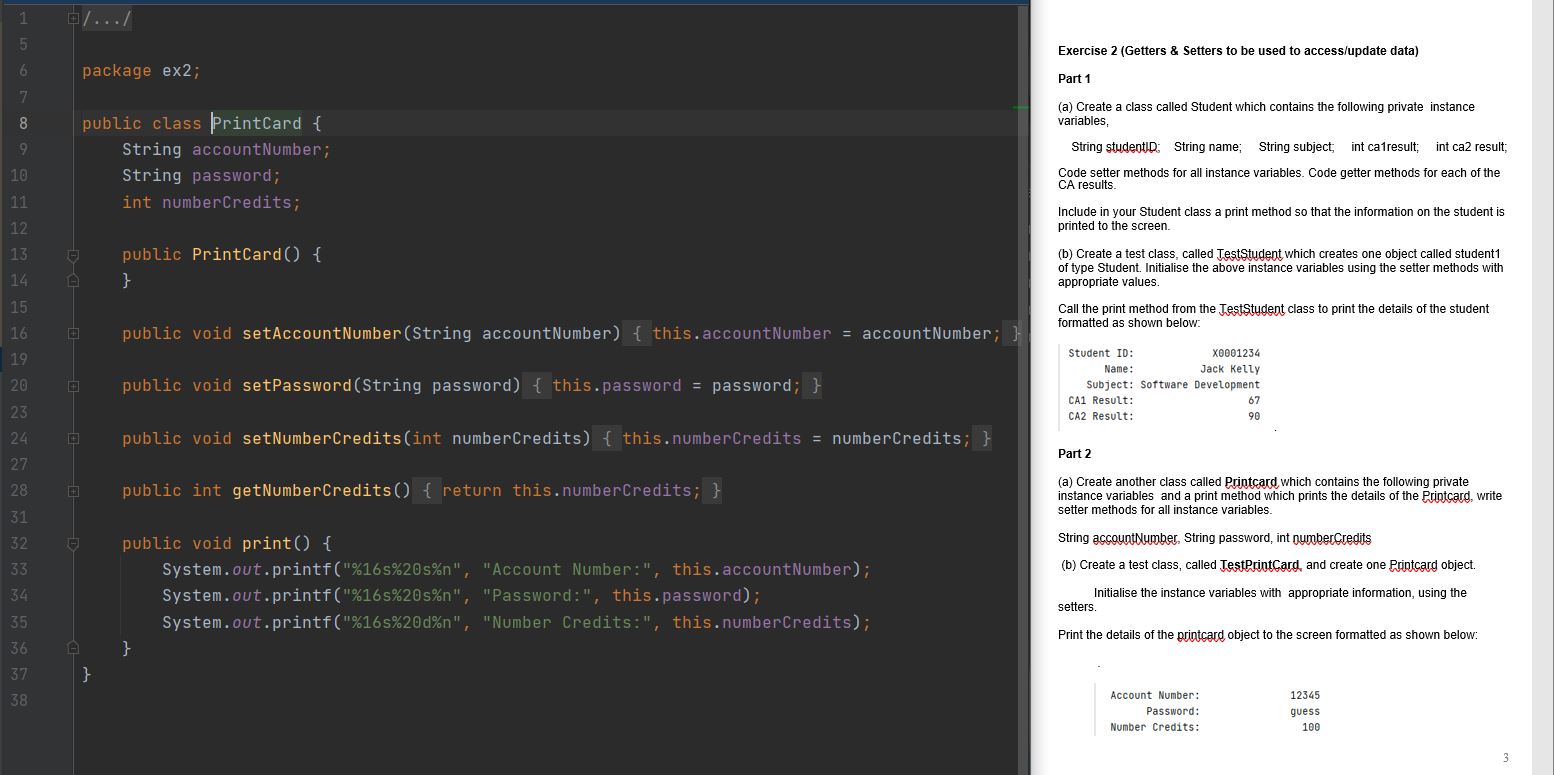 1 /.../
5
6 package ex2;
7
8 public class PrintCard {
9 String accountNumber;
10 String password;
11 int numberCredits;
12
13 public PrintCard() {
14 }
15
16 public void setAccountNumber(String accountNumber) { this.accountNumber = accountNumber; }
19
20 public void setPassword(String password) { this.password = password; }
23
24 public void setNumberCredits(int numberCredits) { this.numberCredits = numberCredits; }
27
28 public int getNumberCredits() { return this.numberCredits; }
31
32 public void print() {
33 System.out.printf("%16s%20s%n", "Account Number:", this.accountNumber);
34 System.out.printf("%16s%20s%n", "Password:", this.password);
35 System.out.printf("%16s%20d%n", "Number Credits:", this.numberCredits);
36 }
37 }
38
Exercise 2 (Getters & Setters to be used to access/update data)
Part 1
(a) Create a class called Student which contains the following private instance
variables,
String studentID; String name; String subject; int ca1result; int ca2 result;
Code setter methods for all instance variables. Code getter methods for each of the
CA results.
Include in your Student class a print method so that the information on the student is
printed to the screen.
(b) Create a test class, called TestStudent which creates one object called student1
of type Student. Initialise the above instance variables using the setter methods with
appropriate values.
Call the print method from the TestStudent class to print the details of the student
formatted as shown below:
Student ID: X0001234
Name: Jack Kelly
Subject: Software Development
CA1 Result: 67
CA2 Result: 90
.
Part 2
(a) Create another class called Printcard which contains the following private
instance variables and a print method which prints the details of the Printcard, write
setter methods for all instance variables.
String accountNumber, String password, int numberCredits
(b) Create a test class, called TestPrintCard, and create one Printcard object.
Initialise the instance variables with appropriate information, using the
setters.
Print the details of the printcard object to the screen formatted as shown below:
.
Account Number: 12345
Password: guess
Number Credits: 100
3